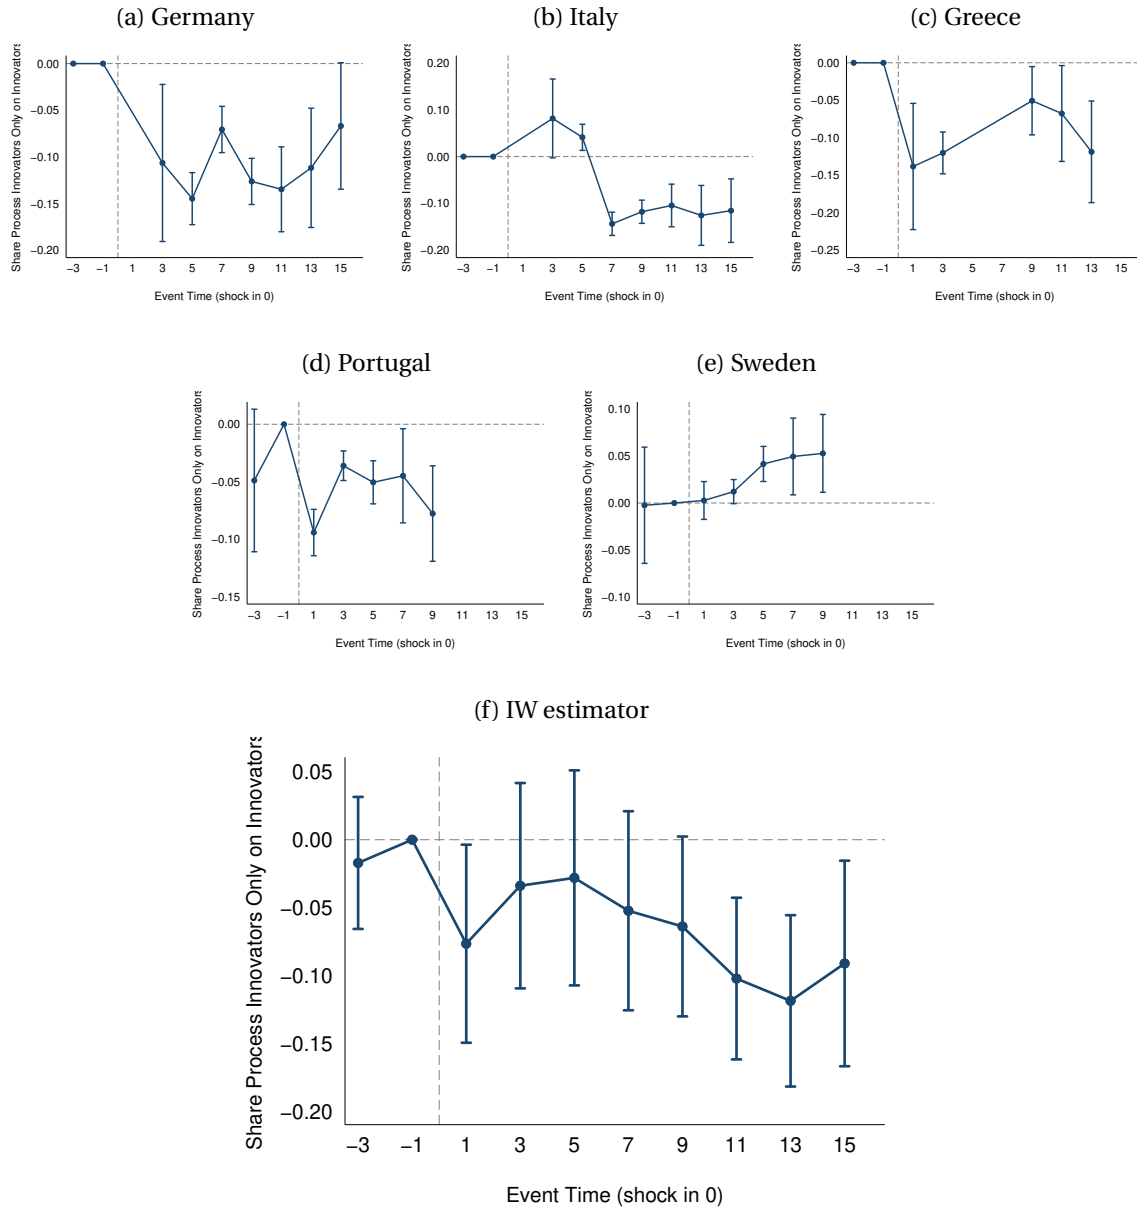 (a) Germany
Share Process Innovators Only on Innovators
0.00
−0.05
−0.10
−0.15
−0.20
−3 −1 1 3 5 7 9 11 13 15
Event Time (shock in 0)
(b) Italy
Share Process Innovators Only on Innovators
0.20
0.10
0.00
−0.10
−0.20
−3 −1 1 3 5 7 9 11 13 15
Event Time (shock in 0)
(c) Greece
Share Process Innovators Only on Innovators
0.00
−0.05
−0.10
−0.15
−0.20
−0.25
−3 −1 1 3 5 7 9 11 13 15
Event Time (shock in 0)
(d) Portugal
Share Process Innovators Only on Innovators
0.00
−0.05
−0.10
−0.15
−3 −1 1 3 5 7 9 11 13 15
Event Time (shock in 0)
(e) Sweden
Share Process Innovators Only on Innovators
0.10
0.05
0.00
−0.05
−0.10
−3 −1 1 3 5 7 9 11 13 15
Event Time (shock in 0)
(f) IW estimator
Share Process Innovators Only on Innovators
0.05
0.00
−0.05
−0.10
−0.15
−0.20
−3 −1 1 3 5 7 9 11 13 15
Event Time (shock in 0)